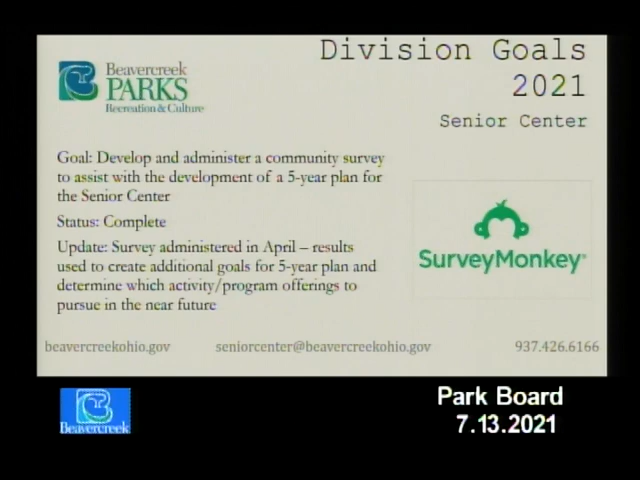 Division Goals
2021
Senior Center
Beavercreek
PARKS
Recreation & Culture
Goal: Develop and administer a community survey
to assist with the development of a 5-year plan for
the Senior Center
Status: Complete
Update: Survey administered in April – results
used to create additional goals for 5-year plan and
determine which activity/program offerings to
pursue in the near future
SurveyMonkey
beavercreekohio.gov seniorcenter@beavercreekohio.gov 937.426.6166
Beavercreek
Park Board
7.13.2021